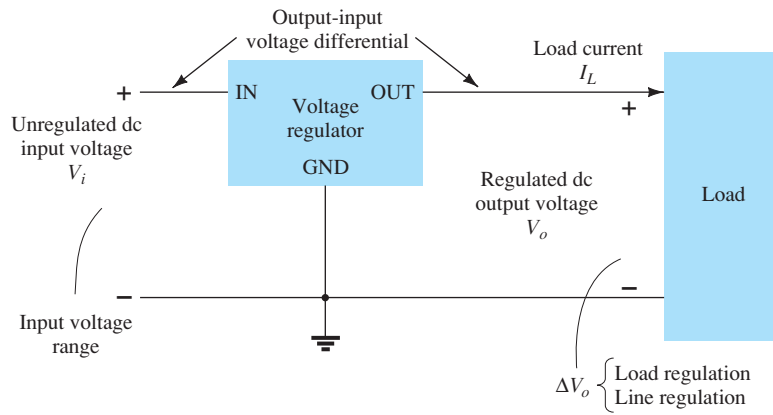 Output-input
voltage differential
Load current
I_L
+
IN
OUT
+
Voltage
regulator
Unregulated dc
input voltage
V_i
GND
Regulated dc
output voltage
V_o
Load
−
−
Input voltage
range
ΔV_o { Load regulation
Line regulation